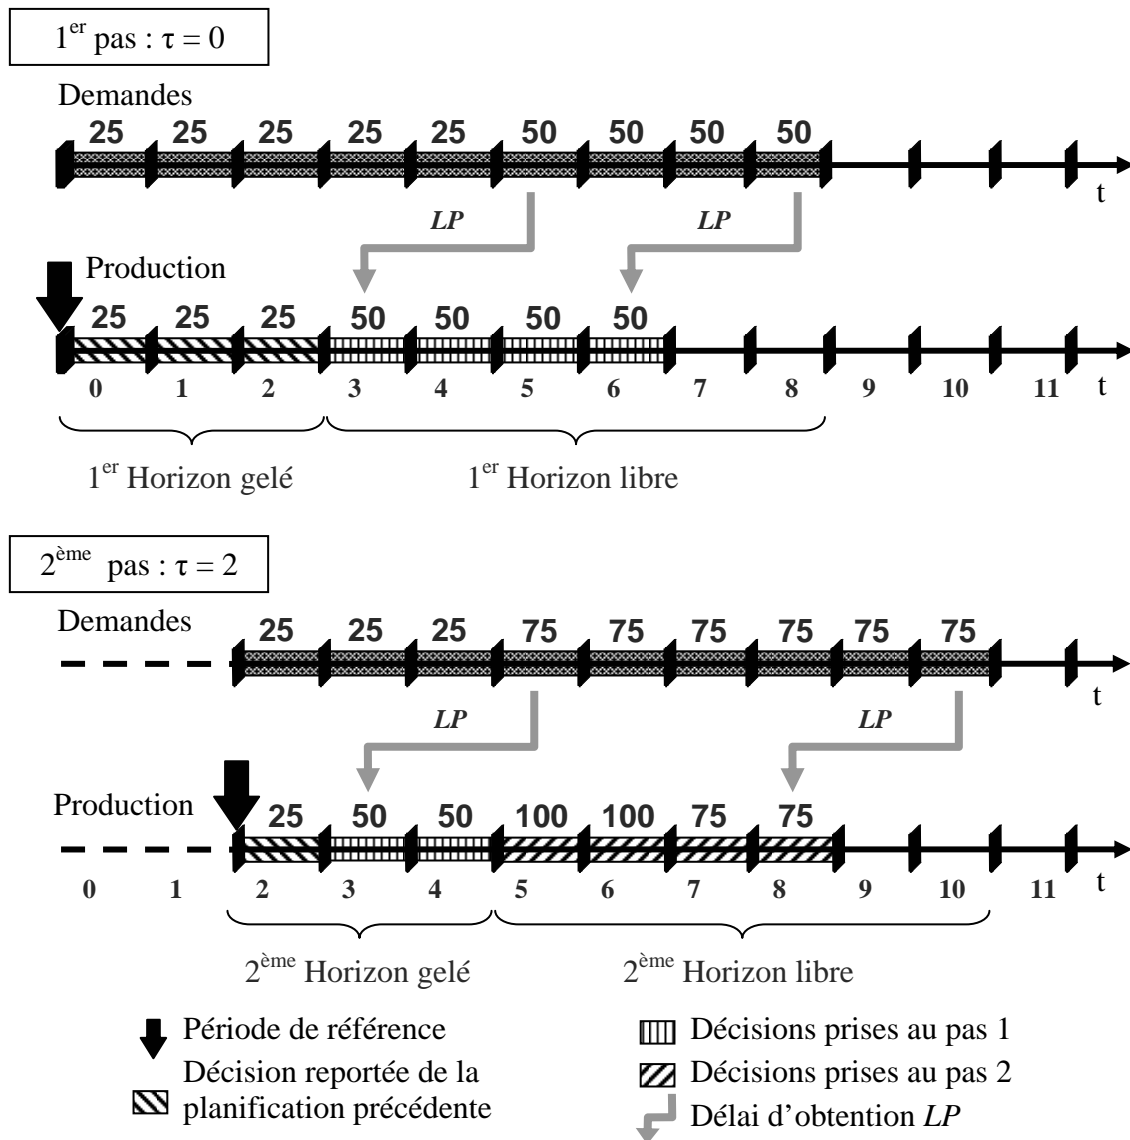 1er pas : τ = 0
Demandes
25 25 25 25 25 50 50 50 50
t
LP LP
Production
25 25 25 50 50 50 50
0 1 2 3 4 5 6 7 8 9 10 11 t
1er Horizon gelé 1er Horizon libre
2ème pas : τ = 2
Demandes
25 25 25 75 75 75 75 75 75
t
LP LP
Production
25 50 50 100 100 75 75
0 1 2 3 4 5 6 7 8 9 10 11 t
2ème Horizon gelé 2ème Horizon libre
Période de référence
Décision reportée de la
planification précédente
Décisions prises au pas 1
Décisions prises au pas 2
Délai d’obtention LP